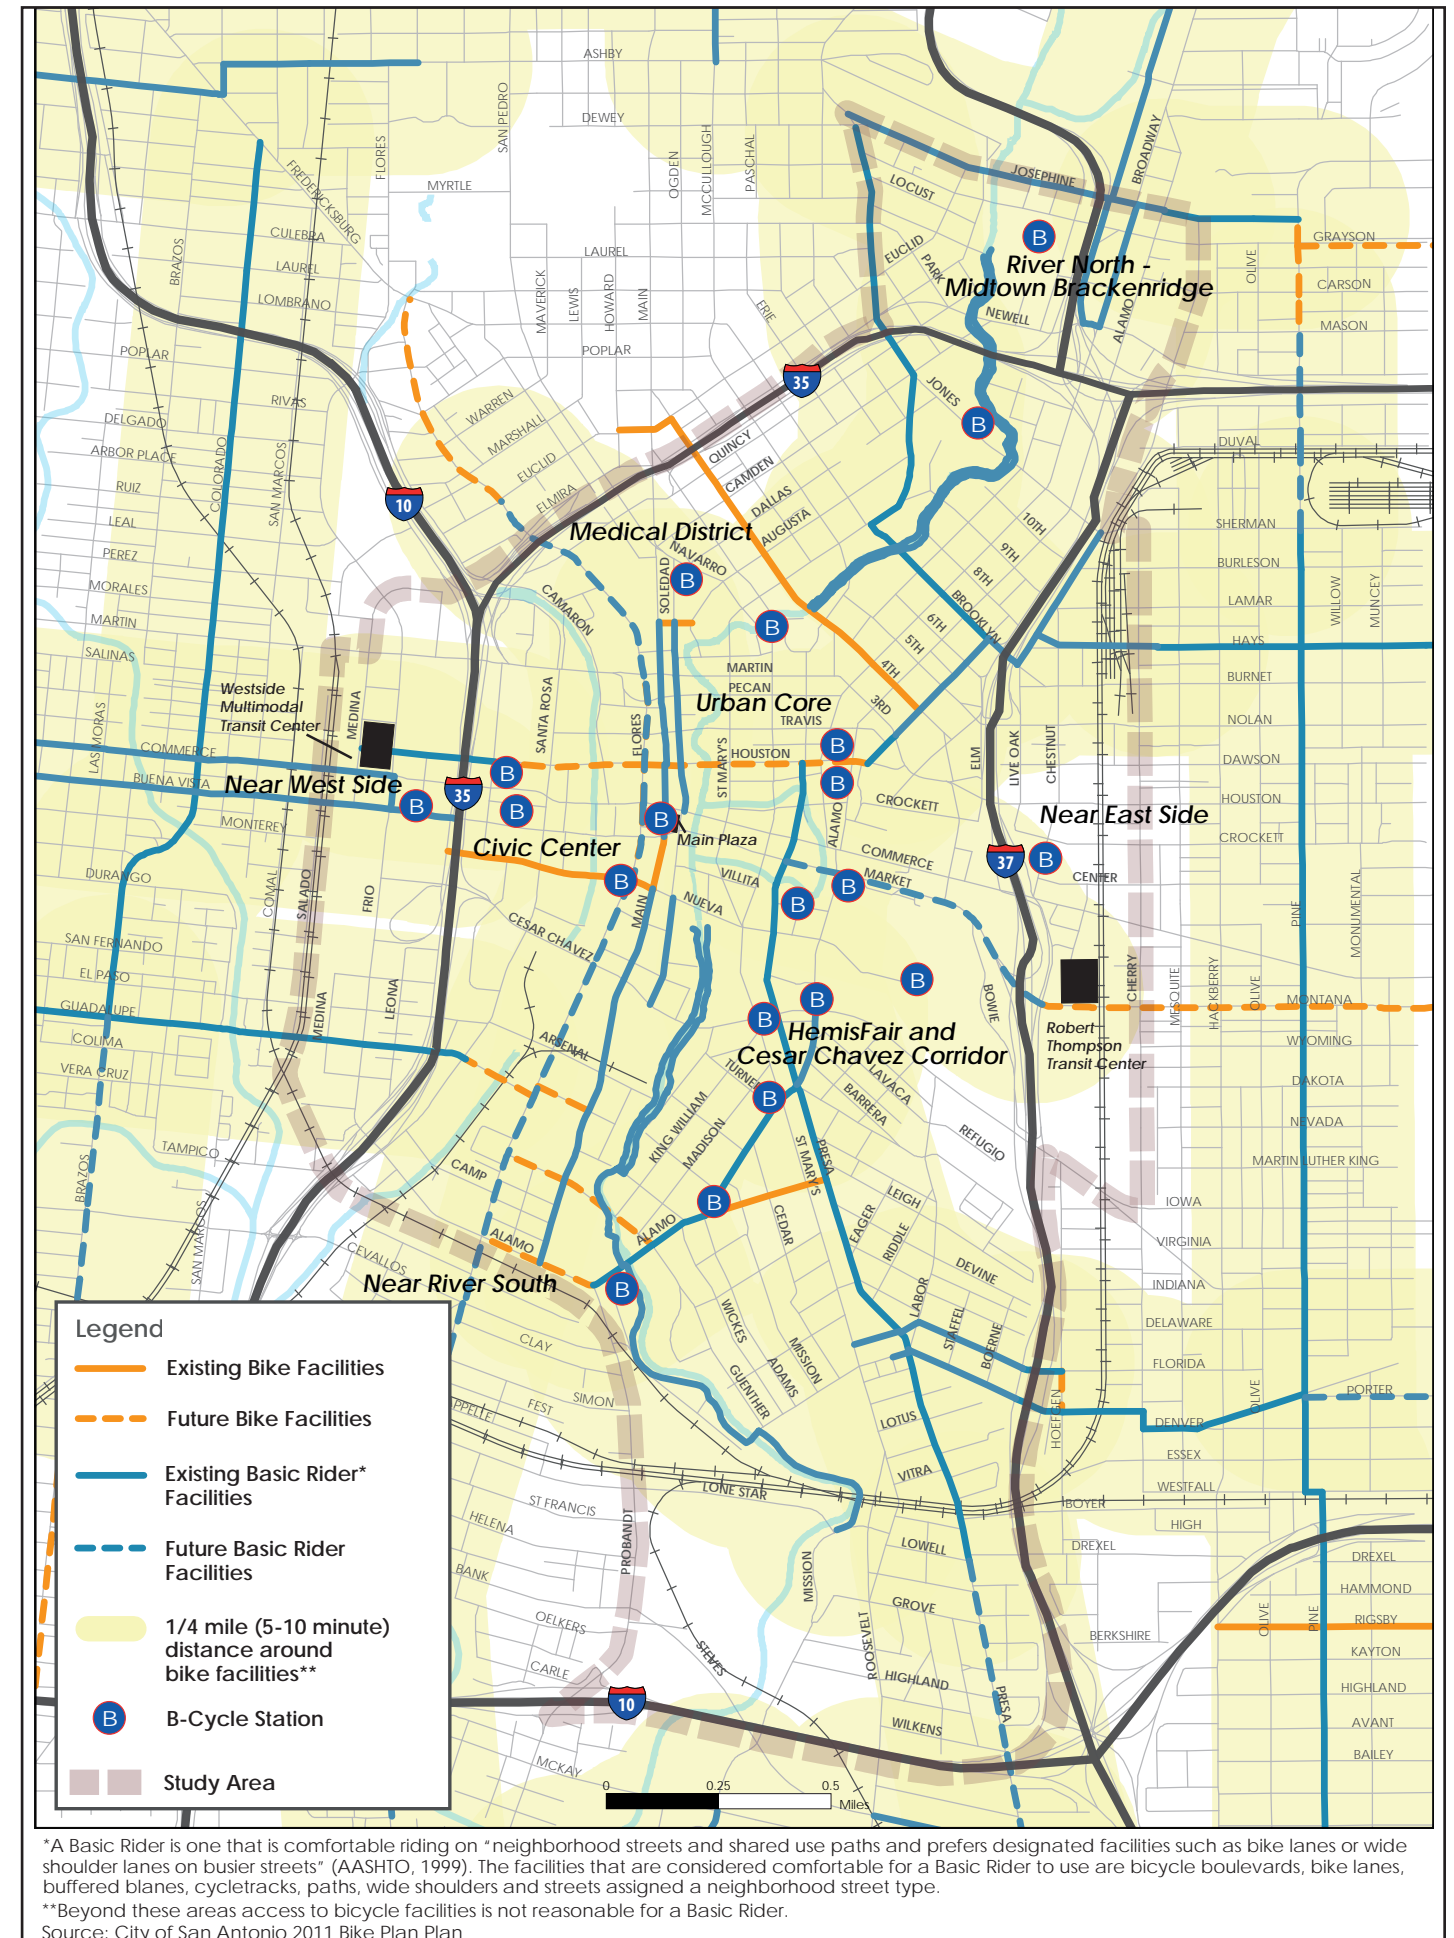 ASHBY
SAN PEDRO
DEWEY
BROADWAY
FLORES
OGDEN
MCCULLOUGH
PASCHAL
FREDERICKSBURG
MYRTLE
LOCUST
JOSEPHINE
CULEBRA
BRAZOS
LAUREL
LAUREL
EUCLID
PARK
B
GRAYSON
OLIVE
River North -
Midtown Brackenridge
CARSON
LOMBRANO
MAVERICK
LEWIS
HOWARD
MAIN
ERIE
NEWELL
ALAMO
MASON
POPLAR
POPLAR
35
RIVAS
WARREN
JONES
DELGADO
MARSHALL
B
ARBOR PLACE
COLORADO
SAN MARCOS
QUINCY
DUVAL
EUCLID
CAMDEN
RUIZ
ELMIRA
10
DALLAS
LEAL
AUGUSTA
10TH
SHERMAN
Medical District
PEREZ
NAVARRO
9TH
BURLESON
MORALES
SOLEDAD
B
8TH
WILLOW
MUNCEY
CAMARON
BROOKLYN
LAMAR
MARTIN
B
6TH
HAYS
SALINAS
5TH
MARTIN
4TH
BURNET
Westside
Multimodal
Transit Center
MEDINA
SANTA ROSA
PECAN
Urban Core
3RD
TRAVIS
NOLAN
LAS MORAS
COMMERCE
FLORES
ST MARY'S
HOUSTON
B
ELM
LIVE OAK
CHESTNUT
DAWSON
BUENA VISTA
Near West Side
B
B
B
35
B
CROCKETT
HOUSTON
MONTEREY
B
ALAMO
Near East Side
Main Plaza
CROCKETT
Civic Center
COMMERCE
37
B
DURANGO
COMAL
SALADO
FRIO
B
VILLITA
MARKET
B
CENTER
MONUMENTAL
MAIN
NUEVA
B
PINE
SAN FERNANDO
CESAR CHAVEZ
EL PASO
LEONA
B
BOWIE
CHERRY
MESQUITE
HACKBERRY
OLIVE
GUADALUPE
MEDINA
B
MONTANA
B
HemisFair and
Cesar Chavez Corridor
Robert
Thompson
Transit Center
COLIMA
ARSENAL
WYOMING
VERA CRUZ
TURNER
LAVACA
DAKOTA
B
BARRERA
KING WILLIAM
NEVADA
MADISON
REFUGIO
TAMPICO
ST MARY'S
PRESA
MARTIN LUTHER KING
BRAZOS
CAMP
B
LEIGH
IOWA
SAN MARCOS
CEDAR
EAGER
ALAMO
ALAMO
RIDDLE
VIRGINIA
CEVALLOS
DEVINE
Near River South
B
INDIANA
LABOR
WICKES
STAFFEL
DELAWARE
CLAY
MISSION
BOERNE
ADAMS
FLORIDA
GUENTHER
OLIVE
PORTER
SIMON
FEST
HOEFGEN
LOTUS
DENVER
ESSEX
VITRA
LONE STAR
WESTFALL
ST FRANCIS
BOYER
HIGH
HELENA
PROBANDT
LOWELL
DREXEL
DREXEL
BANK
MISSION
HAMMOND
GROVE
OELKERS
ROOSEVELT
OLIVE
PINE
RIGSBY
BERKSHIRE
STEVES
KAYTON
CARLE
HIGHLAND
HIGHLAND
10
PRESA
WILKENS
AVANT
MCKAY
BAILEY
Legend
Existing Bike Facilities
Future Bike Facilities
Existing Basic Rider*
Facilities
Future Basic Rider
Facilities
1/4 mile (5-10 minute)
distance around
bike facilities**
B
B-Cycle Station
Study Area
0
0.25
0.5
Miles
*A Basic Rider is one that is comfortable riding on “neighborhood streets and shared use paths and prefers designated facilities such as bike lanes or wide
shoulder lanes on busier streets” (AASHTO, 1999). The facilities that are considered comfortable for a Basic Rider to use are bicycle boulevards, bike lanes,
buffered blanes, cycletracks, paths, wide shoulders and streets assigned a neighborhood street type.
**Beyond these areas access to bicycle facilities is not reasonable for a Basic Rider.
Source: City of San Antonio 2011 Bike Plan Plan